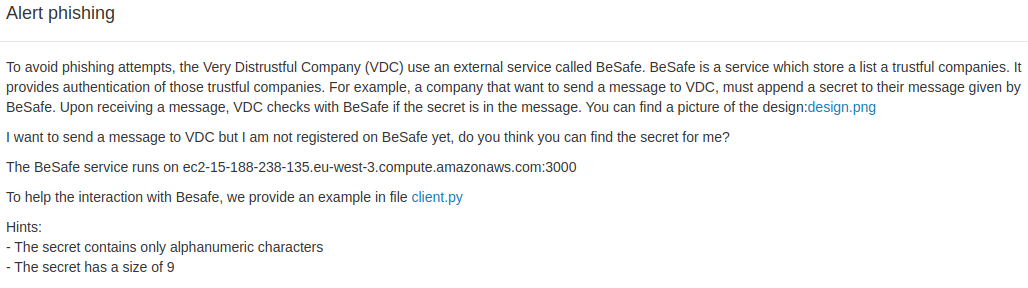 Alert phishing
To avoid phishing attempts, the Very Distrustful Company (VDC) use an external service called BeSafe. BeSafe is a service which store a list a trustful companies. It
provides authentication of those trustful companies. For example, a company that want to send a message to VDC, must append a secret to their message given by
BeSafe. Upon receiving a message, VDC checks with BeSafe if the secret is in the message. You can find a picture of the design:design.png
I want to send a message to VDC but I am not registered on BeSafe yet, do you think you can find the secret for me?
The BeSafe service runs on ec2-15-188-238-135.eu-west-3.compute.amazonaws.com:3000
To help the interaction with Besafe, we provide an example in file client.py
Hints:
- The secret contains only alphanumeric characters
- The secret has a size of 9